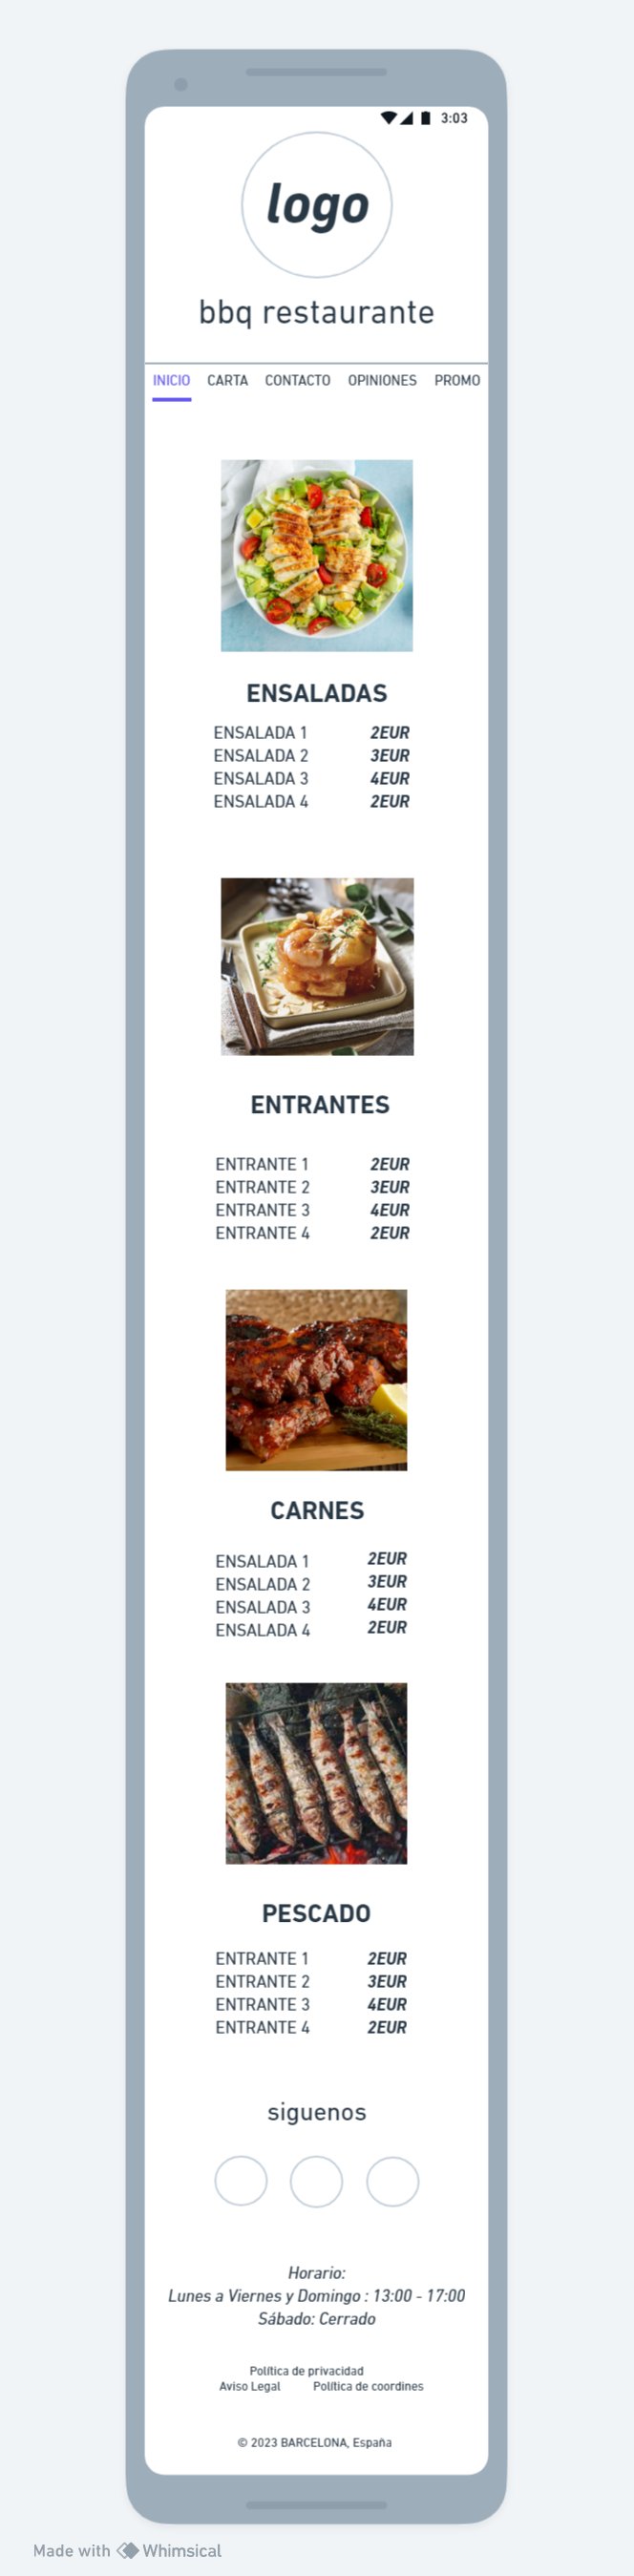 3:03
logo
bbq restaurante
INICIO CARTA CONTACTO OPINIONES PROMO
ENSALADAS
ENSALADA 1 2EUR
ENSALADA 2 3EUR
ENSALADA 3 4EUR
ENSALADA 4 2EUR
ENTRANTES
ENTRANTE 1 2EUR
ENTRANTE 2 3EUR
ENTRANTE 3 4EUR
ENTRANTE 4 2EUR
CARNES
ENSALADA 1 2EUR
ENSALADA 2 3EUR
ENSALADA 3 4EUR
ENSALADA 4 2EUR
PESCADO
ENTRANTE 1 2EUR
ENTRANTE 2 3EUR
ENTRANTE 3 4EUR
ENTRANTE 4 2EUR
siguenos
Horario:
Lunes a Viernes y Domingo : 13:00 - 17:00
Sábado: Cerrado
Política de privacidad
Aviso Legal Política de coordines
© 2023 BARCELONA, España
Made with Whimsical